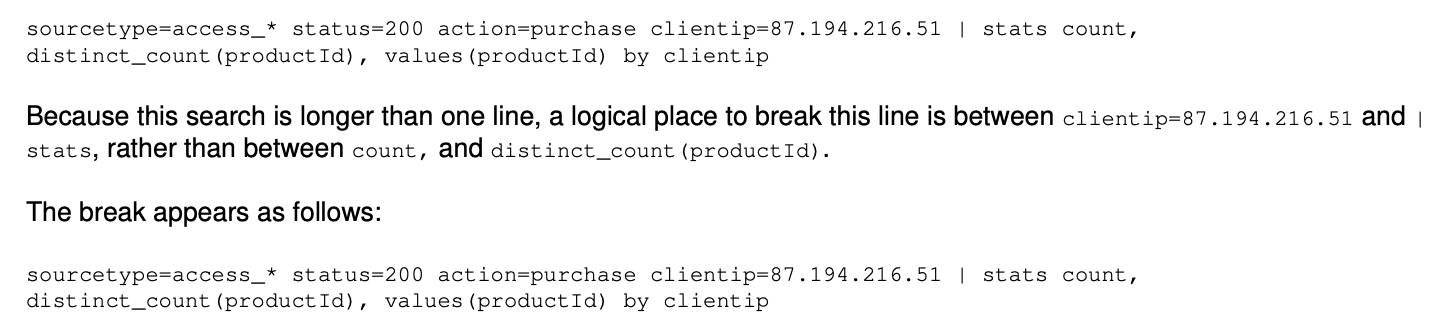 sourcetype=access_* status=200 action=purchase clientip=87.194.216.51 | stats count,
distinct_count(productId), values(productId) by clientip
Because this search is longer than one line, a logical place to break this line is between clientip=87.194.216.51 and |
stats, rather than between count, and distinct_count(productId).
The break appears as follows:
sourcetype=access_* status=200 action=purchase clientip=87.194.216.51 | stats count,
distinct_count(productId), values(productId) by clientip